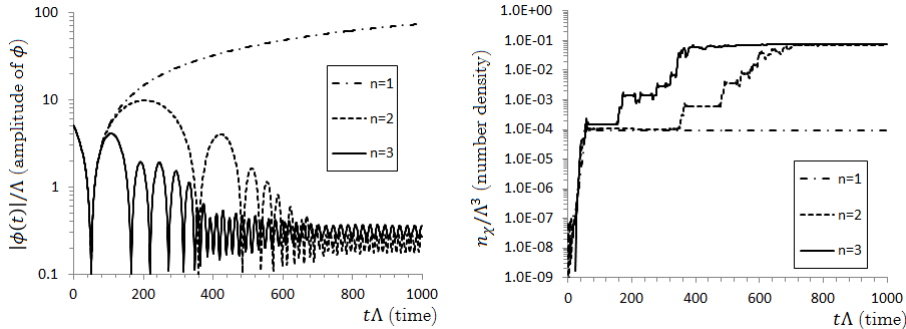 100
10
1
0.1
0
200
400
600
800
1000
|ϕ(t)|/Λ (amplitude of ϕ)
tΛ (time)
n=1
n=2
n=3
1.0E+00
1.0E-01
1.0E-02
1.0E-03
1.0E-04
1.0E-05
1.0E-06
1.0E-07
1.0E-08
1.0E-09
0
200
400
600
800
1000
nχ/Λ³ (number density)
tΛ (time)
n=1
n=2
n=3